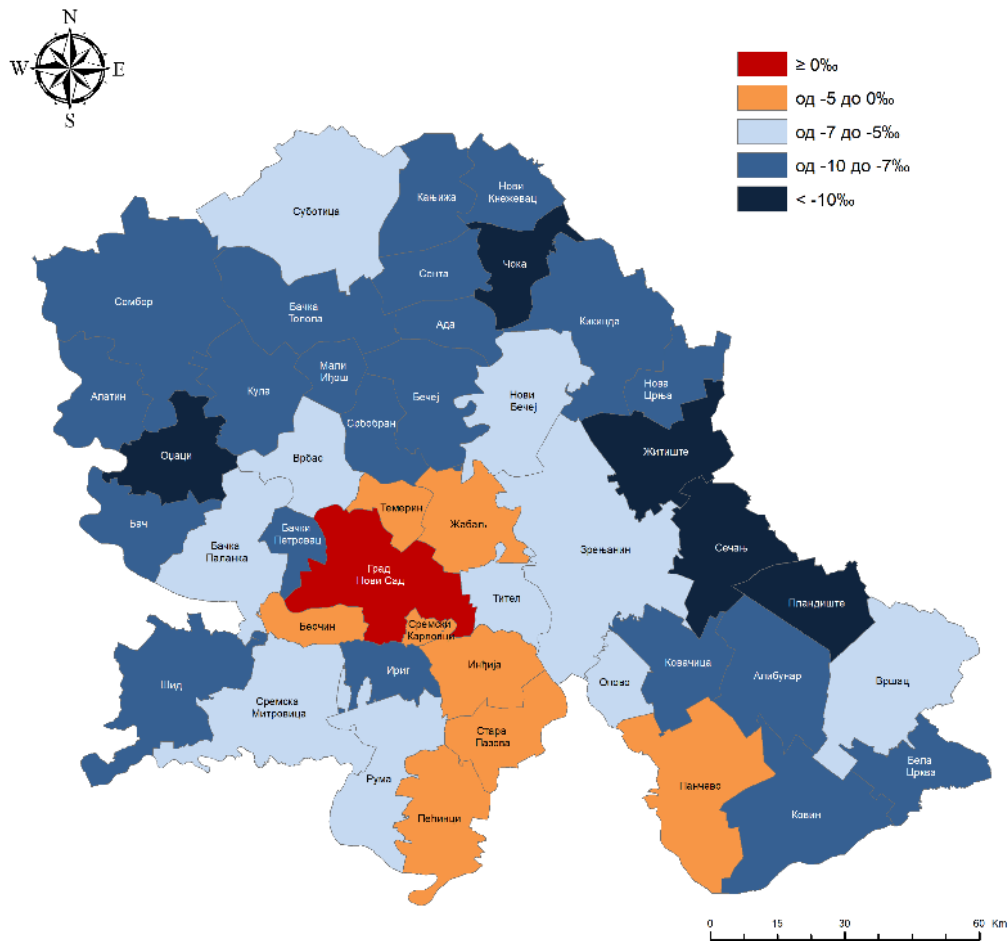 N
W E
S
≥ 0‰
од -5 до 0‰
од -7 до -5‰
од -10 до -7‰
< -10‰
Суботица
Кањижа
Нови
Кнежевац
Чока
Сента
Сомбор
Бачка
Топола
Ада
Кикинда
Апатин
Кула
Мали
Иђош
Бечеј
Нови
Бечеј
Нова
Црња
Србобран
Оџаци
Врбас
Житиште
Темерин
Жабаљ
Бач
Бачки
Петровац
Бачка
Паланка
Зрењанин
Сечањ
Град
Нови Сад
Тител
Пландиште
Беочин
Сремски
Карловци
Шид
Ириг
Инђија
Ковачица
Алибунар
Вршац
Опово
Сремска
Митровица
Стара
Пазова
Рума
Панчево
Бела
Црква
Пећинци
Ковин
0 15 30 60 Km